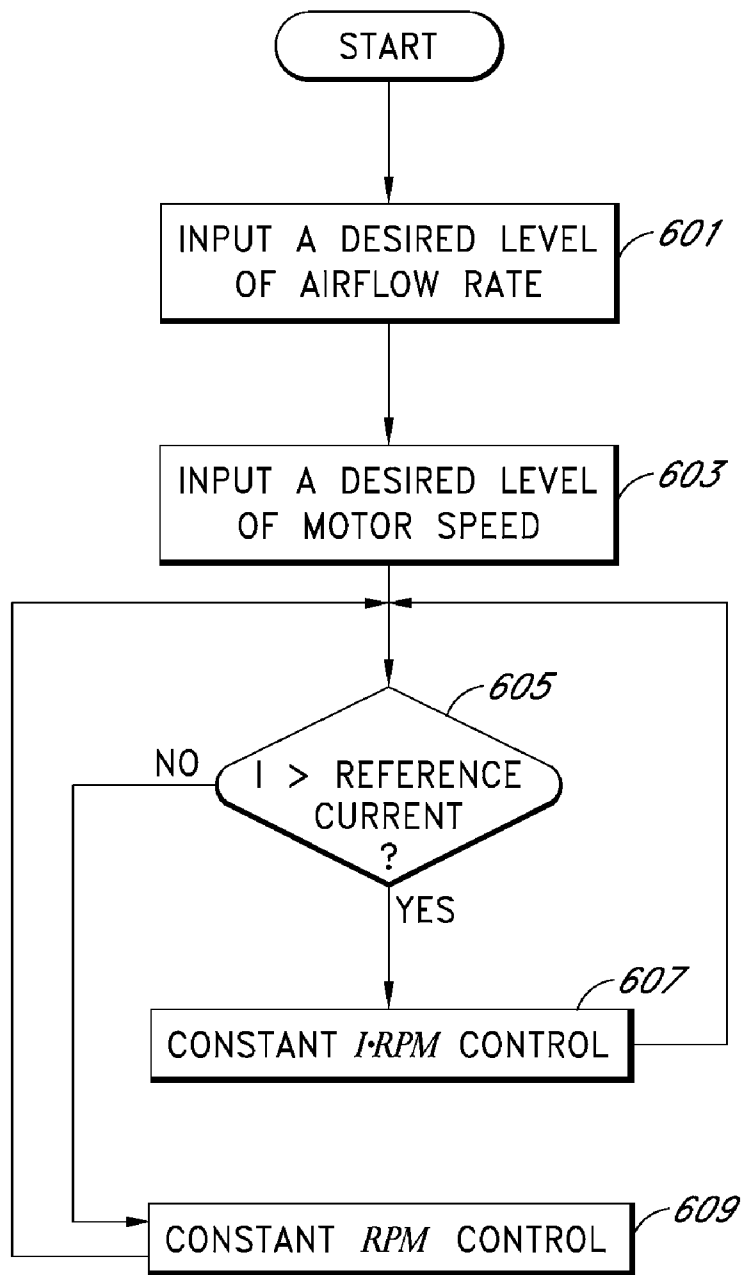 START
INPUT A DESIRED LEVEL
OF AIRFLOW RATE
601
INPUT A DESIRED LEVEL
OF MOTOR SPEED
603
605
NO
I > REFERENCE
CURRENT
?
YES
607
CONSTANT I•RPM CONTROL
609
CONSTANT RPM CONTROL